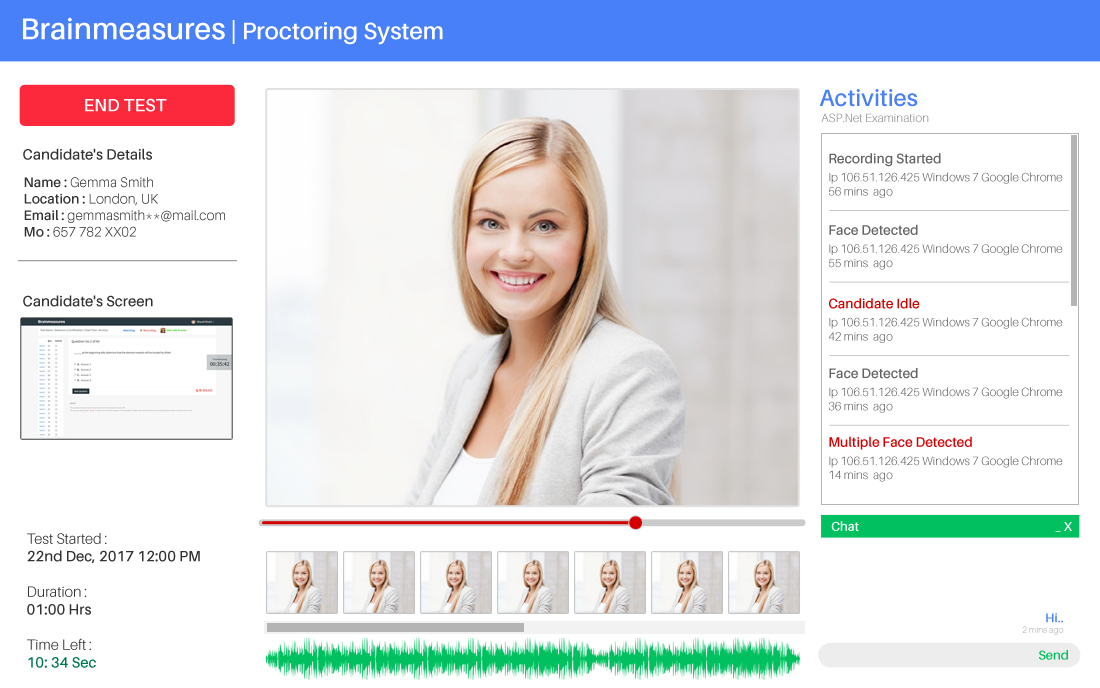 Brainmeasures | Proctoring System
END TEST
Candidate's Details
Name : Gemma Smith
Location : London, UK
Email : gemmasmith**@mail.com
Mo : 657 782 XX02
Candidate's Screen
Brainmeasures
00:35:42
Test Started :
22nd Dec, 2017 12:00 PM
Duration :
01:00 Hrs
Time Left :
10: 34 Sec
Activities
ASP.Net Examination
Recording Started
Ip 106.51.126.425 Windows 7 Google Chrome
56 mins ago
Face Detected
Ip 106.51.126.425 Windows 7 Google Chrome
55 mins ago
Candidate Idle
Ip 106.51.126.425 Windows 7 Google Chrome
42 mins ago
Face Detected
Ip 106.51.126.425 Windows 7 Google Chrome
36 mins ago
Multiple Face Detected
Ip 106.51.126.425 Windows 7 Google Chrome
14 mins ago
Chat _ X
Hi..
2 mins ago
Send